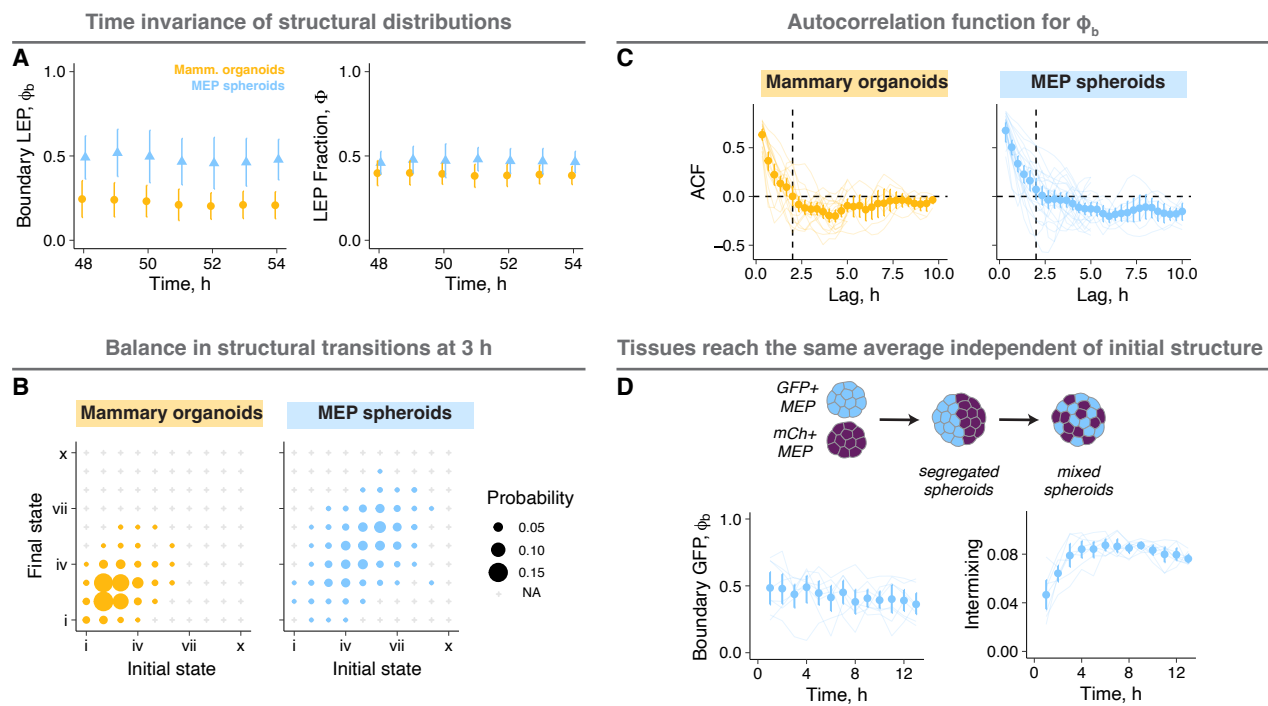 Time invariance of structural distributions
A
Mamm. organoids
MEP spheroids
Boundary LEP, ϕb
1.0
0.5
0.0
48 50 52 54
Time, h
LEP Fraction, Φ
1.0
0.5
0.0
48 50 52 54
Time, h
Autocorrelation function for ϕb
C
Mammary organoids
MEP spheroids
ACF
0.5
0.0
−0.5
0.0 2.5 5.0 7.5 10.0
Lag, h
0.0 2.5 5.0 7.5 10.0
Lag, h
Balance in structural transitions at 3 h
B
Mammary organoids
MEP spheroids
Final state
x
vii
iv
i
i iv vii x
Initial state
i iv vii x
Initial state
Probability
0.05
0.10
0.15
NA
Tissues reach the same average independent of initial structure
D
GFP+
MEP
mCh+
MEP
segregated
spheroids
mixed
spheroids
Boundary GFP, ϕb
1.0
0.5
0.0
0 4 8 12
Time, h
Intermixing
0.08
0.04
0.00
0 4 8 12
Time, h